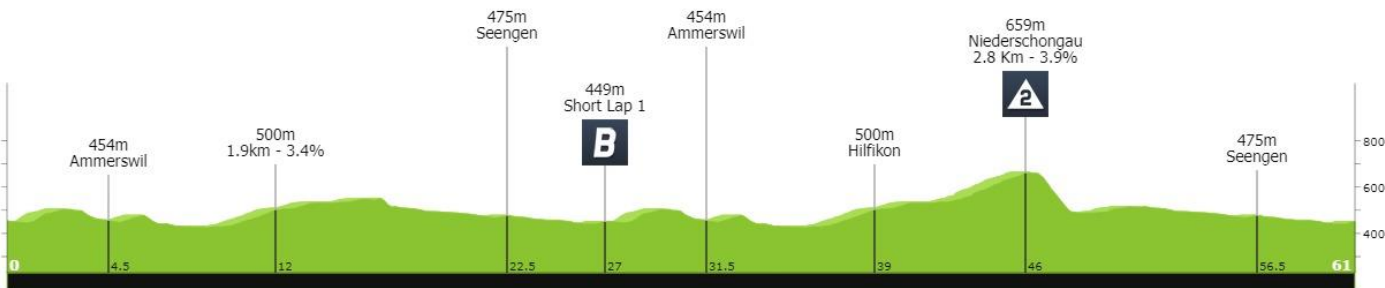 454m
Ammerswil
500m
1.9km - 3.4%
475m
Seengen
449m
Short Lap 1
B
454m
Ammerswil
500m
Hilfikon
659m
Niederschongau
2.8 Km - 3.9%
2
475m
Seengen
800
600
400
0
4.5
12
22.5
27
31.5
39
46
56.5
61